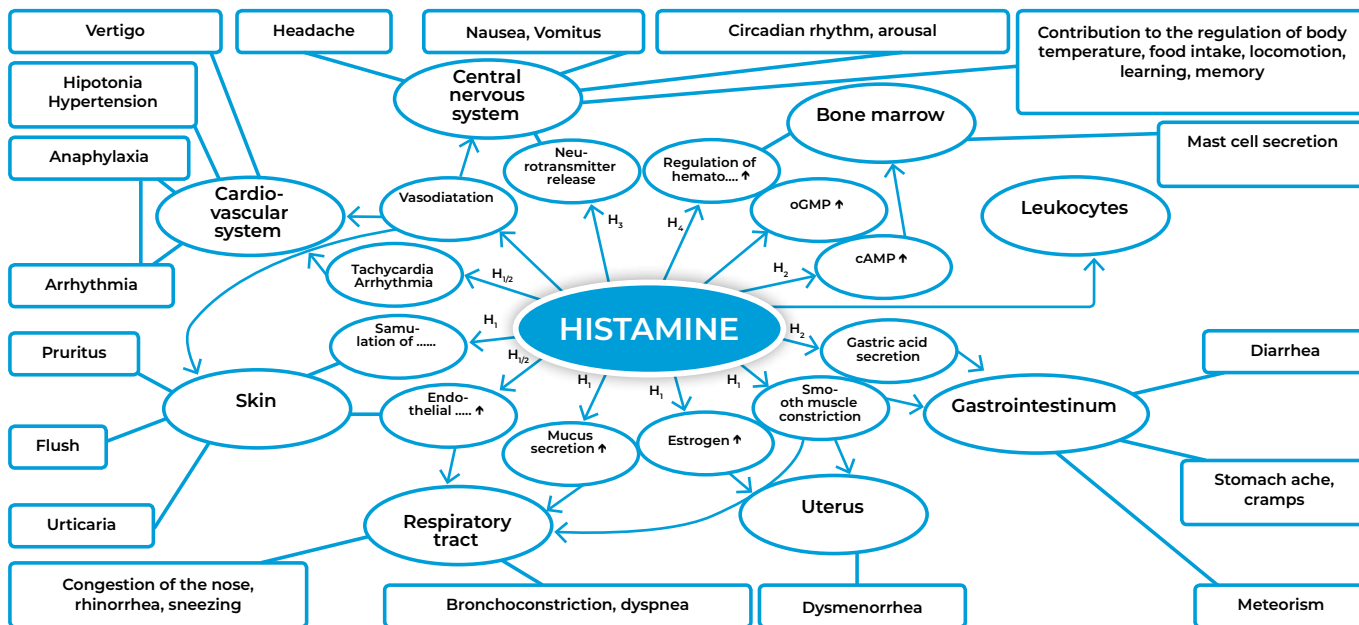 Vertigo
Headache
Nausea, Vomitus
Circadian rhythm, arousal
Contribution to the regulation of body
temperature, food intake, locomotion,
learning, memory
Hipotonia
Hypertension
Central
nervous
system
Bone marrow
Mast cell secretion
Anaphylaxia
Neu-
rotransmitter
release
Regulation of
hemato.... ↑
Cardio-
vascular
system
Vasodiatation
oGMP ↑
Leukocytes
H3
H4
Arrhythmia
Tachycardia
Arrhythmia
H1/2
H2
cAMP ↑
HISTAMINE
Samu-
lation of ......
H1
H2
Gastric acid
secretion
Pruritus
Diarrhea
H1/2
H1
H1
H1
Skin
Endo-
thelial ..... ↑
Smo-
oth muscle
constriction
Gastrointestinum
Flush
Mucus
secretion ↑
Estrogen ↑
Stomach ache,
cramps
Urticaria
Respiratory
tract
Uterus
Congestion of the nose,
rhinorrhea, sneezing
Bronchoconstriction, dyspnea
Dysmenorrhea
Meteorism